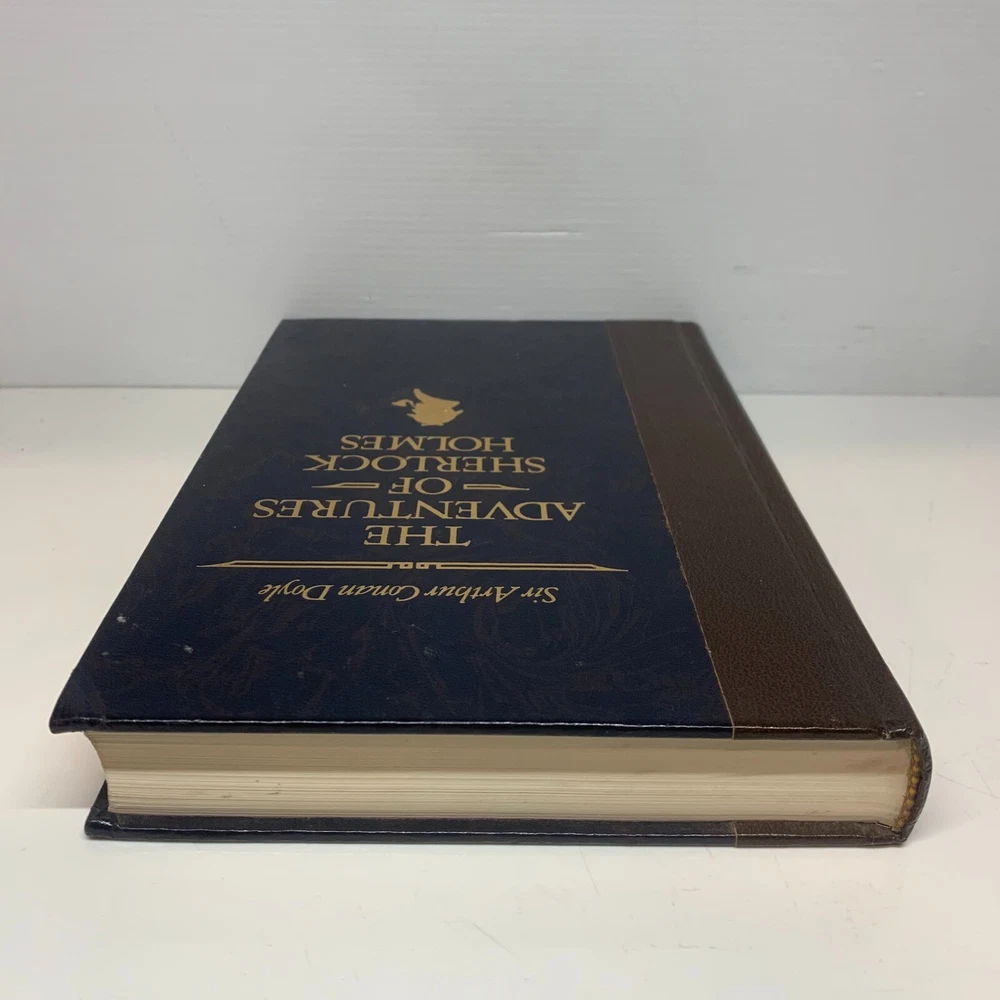 Sir Arthur Conan Doyle
THE
ADVENTURES
OF
SHERLOCK
HOLMES